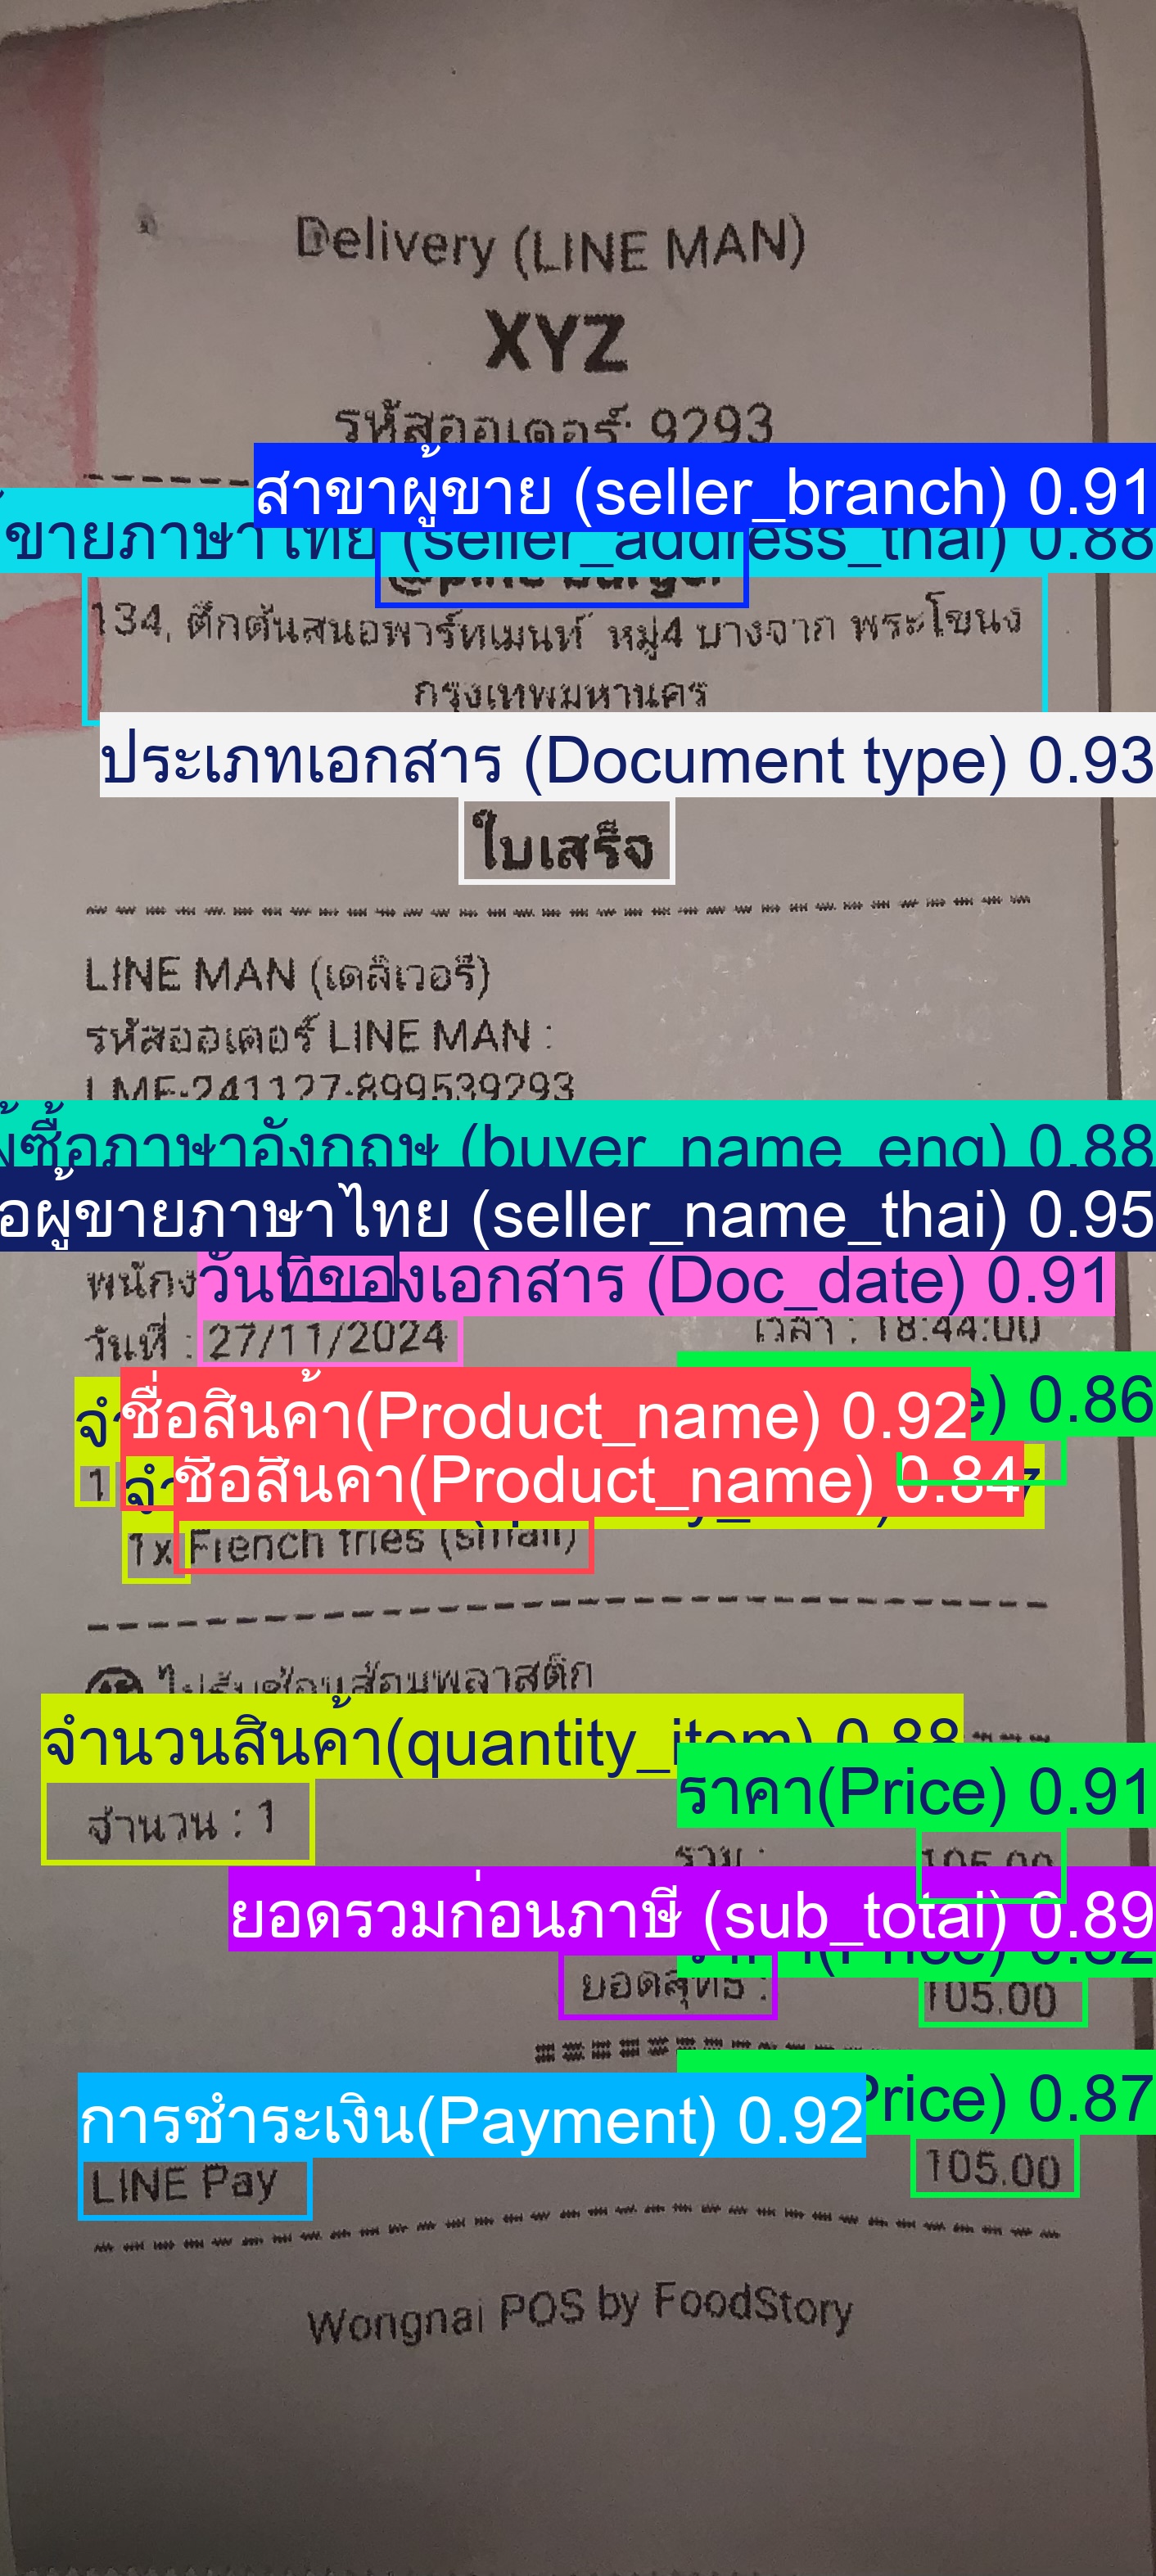 Delivery (LINE MAN)
XYZ
รหัสออเดอร์: 9293
สาขาผู้ขาย (seller_branch) 0.91
ขายภาษาไทย (seller_address_thai) 0.88
@pine burger
134, ตึกต้นสนอพาร์ทเมนท์ หมู่4 บางจาก พระโขนง
กรุงเทพมหานคร
ประเภทเอกสาร (Document type) 0.93
ใบเสร็จ
LINE MAN (เดลิเวอรี)
รหัสออเดอร์ LINE MAN :
LMF-241127-899539293
ซื้อภาษาอังกฤษ (buyer_name_eng) 0.88
ผู้ขายภาษาไทย (seller_name_thai) 0.95
วันที่ของเอกสาร (Doc_date) 0.91
วันที่ : 27/11/2024 เวลา : 18:44:00
ชื่อสินค้า(Product_name) 0.92 0.86
1 ชื่อสินค้า(Product_name) 0.84
1x French fries (small)
ไม่รับช้อนส้อมพลาสติก
จำนวนสินค้า(quantity_item) 0.88
ราคา(Price) 0.91
จำนวน : 1
รวม : 105.00
ยอดรวมก่อนภาษี (sub_total) 0.89
ยอดสุทธิ : 105.00
การชำระเงิน(Payment) 0.92 Price) 0.87
LINE Pay 105.00
Wongnai POS by FoodStory